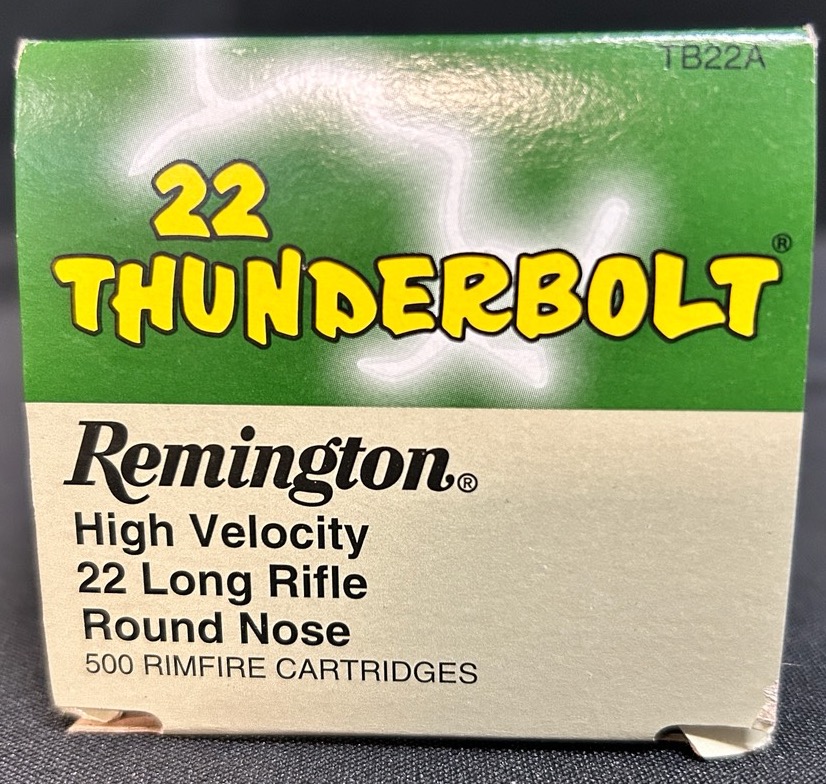 TB22A
22
THUNDERBOLT®
Remington®
High Velocity
22 Long Rifle
Round Nose
500 RIMFIRE CARTRIDGES